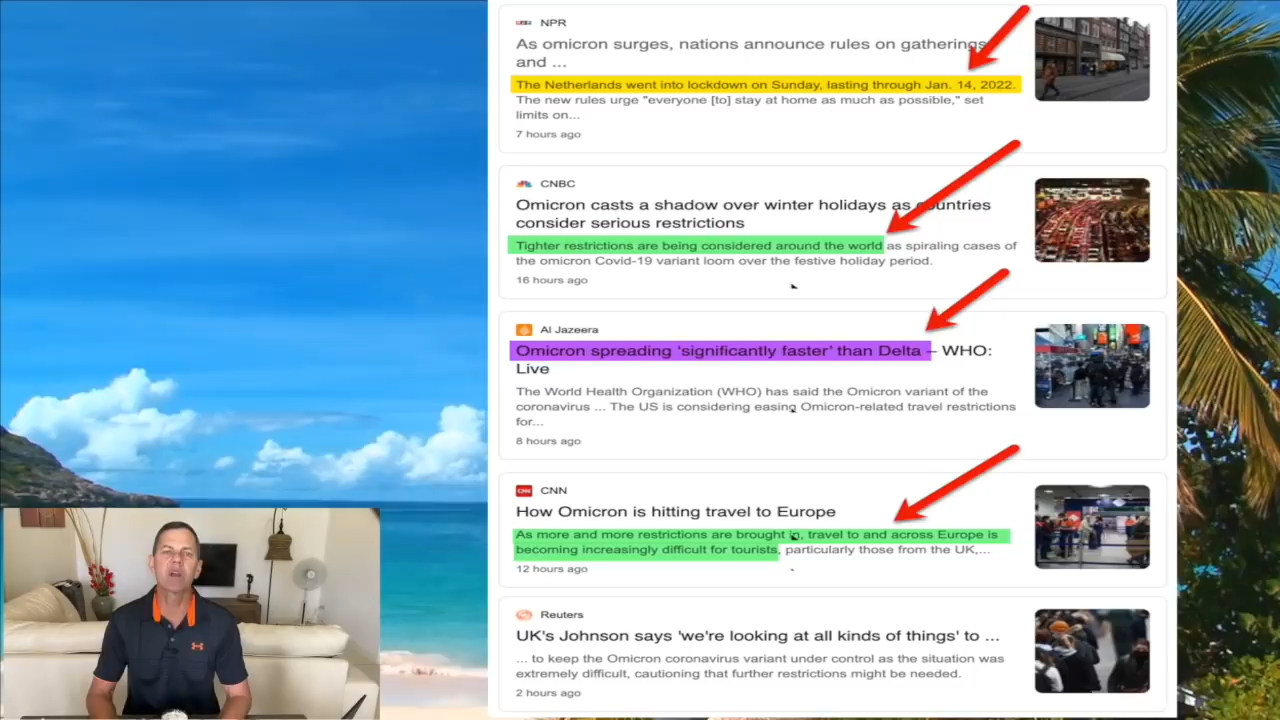 NPR
As omicron surges, nations announce rules on gatherings
and ...
The Netherlands went into lockdown on Sunday, lasting through Jan. 14, 2022.
The new rules urge "everyone [to] stay at home as much as possible," set
limits on...
7 hours ago
CNBC
Omicron casts a shadow over winter holidays as countries
consider serious restrictions
Tighter restrictions are being considered around the world as spiraling cases of
the omicron Covid-19 variant loom over the festive holiday period.
16 hours ago
Al Jazeera
Omicron spreading ‘significantly faster’ than Delta – WHO:
Live
The World Health Organization (WHO) has said the Omicron variant of the
coronavirus ... The US is considering easing Omicron-related travel restrictions
for...
8 hours ago
CNN
CNN
How Omicron is hitting travel to Europe
As more and more restrictions are brought in, travel to and across Europe is
becoming increasingly difficult for tourists, particularly those from the UK,...
12 hours ago
Reuters
UK's Johnson says 'we're looking at all kinds of things' to ...
... to keep the Omicron coronavirus variant under control as the situation was
extremely difficult, cautioning that further restrictions might be needed.
2 hours ago